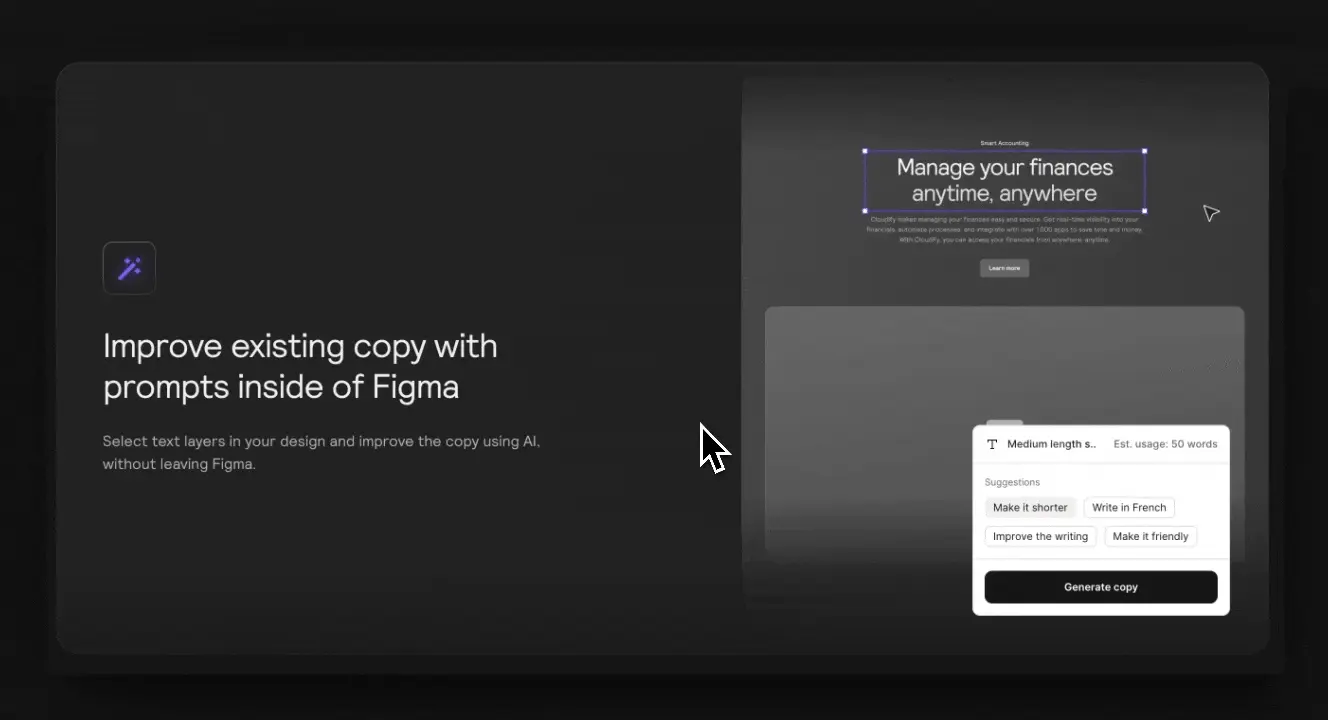 Improve existing copy with
prompts inside of Figma
Select text layers in your design and improve the copy using AI,
without leaving Figma.
Smart Accounting
Manage your finances
anytime, anywhere
Cloudify makes managing your finances easy and secure. Get real-time visibility into your
financials, automate processes, and integrate with over 1,000 apps to save time and money.
With Cloudify, you can access your financials from anywhere, anytime.
Learn more
Medium length s..
Est. usage: 50 words
Suggestions
Make it shorter
Write in French
Improve the writing
Make it friendly
Generate copy